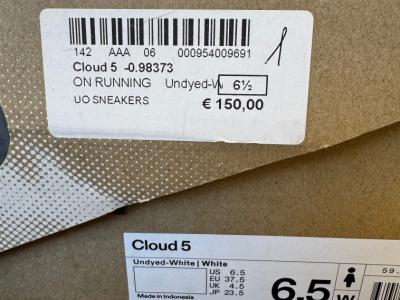 142 AAA 06 000954009691
1
Cloud 5 -0.98373
ON RUNNING Undyed-W 6½
UO SNEAKERS
€ 150,00
Cloud 5
Undyed-White | White
US 6.5
EU 37.5
UK 4.5
JP 23.5
6.5 W
59.
Made in Indonesia